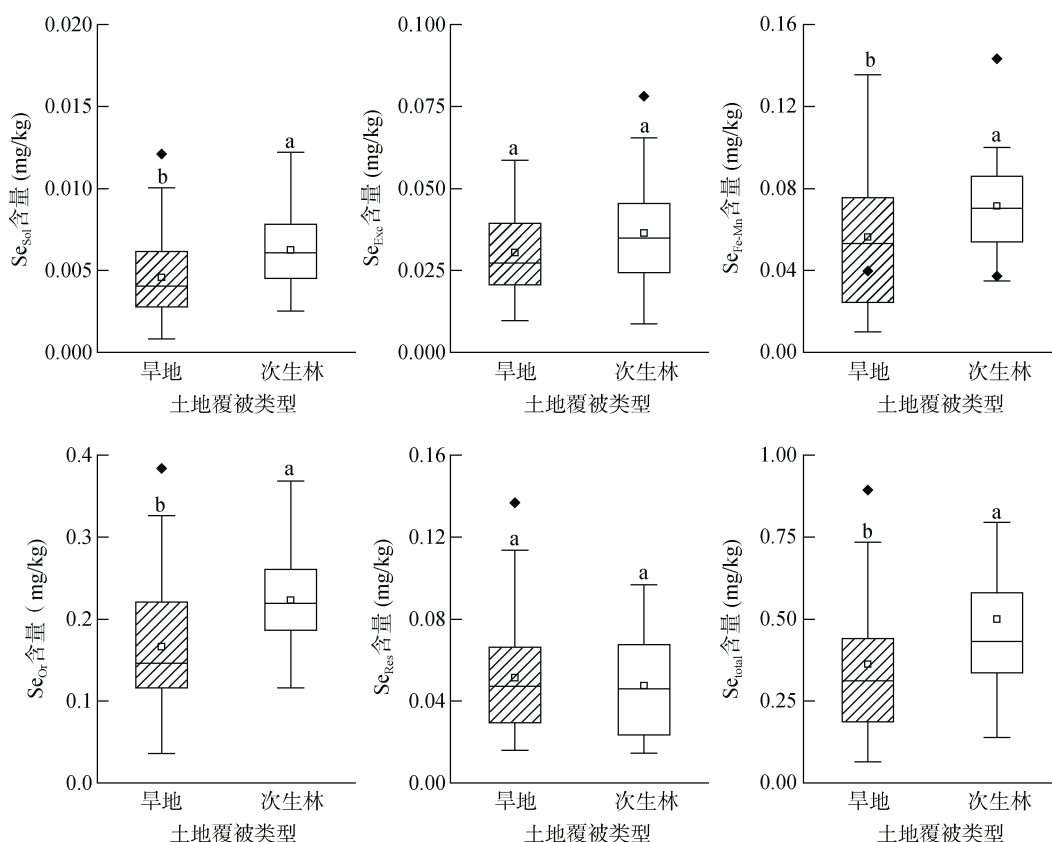 0.020
0.015
0.010
0.005
0.000
SeSol含量 (mg/kg)
b
a
旱地 次生林
土地覆被类型
0.100
0.075
0.050
0.025
0.000
SeExc含量 (mg/kg)
a
a
旱地 次生林
土地覆被类型
0.16
0.12
0.08
0.04
0.00
SeFe-Mn含量 (mg/kg)
b
a
旱地 次生林
土地覆被类型
0.4
0.3
0.2
0.1
0.0
SeOr含量 ( mg/kg)
b
a
旱地 次生林
土地覆被类型
0.16
0.12
0.08
0.04
0.00
SeRes含量 (mg/kg)
a
a
旱地 次生林
土地覆被类型
1.00
0.75
0.50
0.25
0.00
Setotal含量 (mg/kg)
b
a
旱地 次生林
土地覆被类型